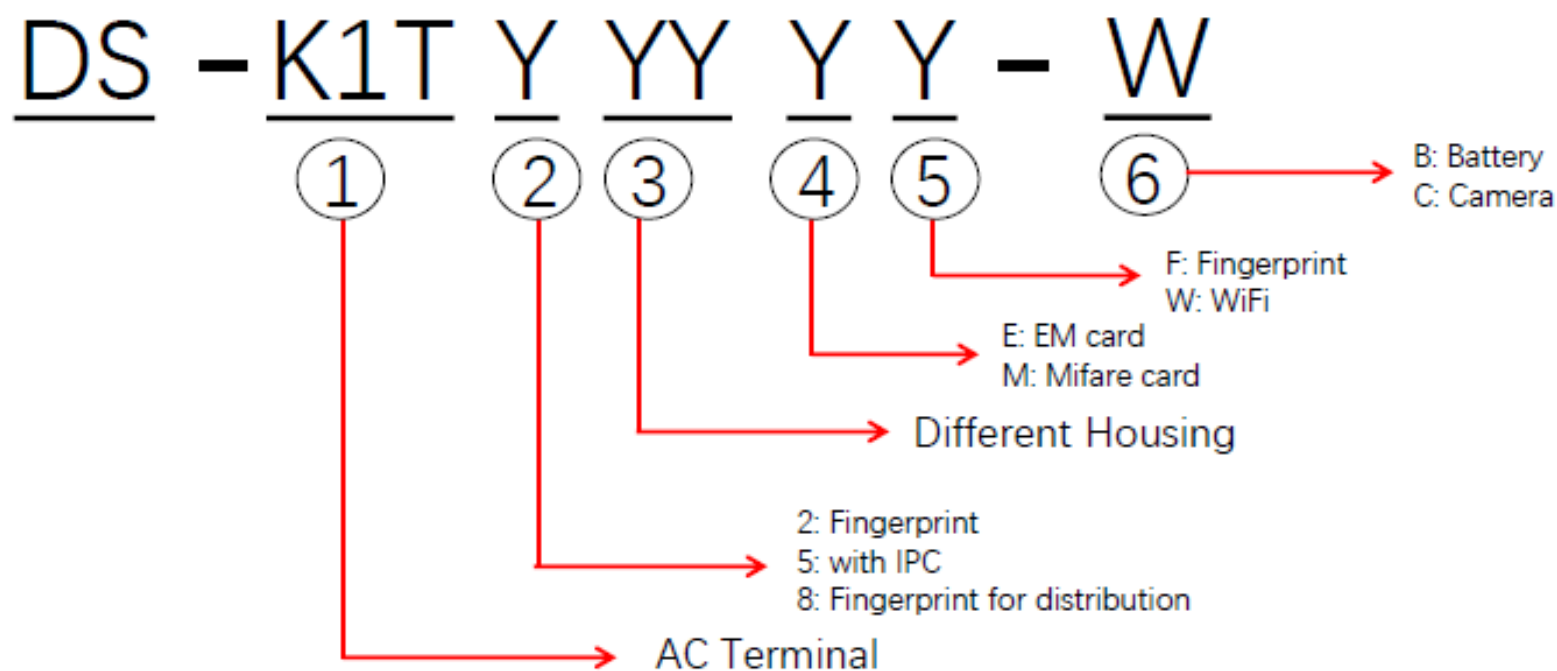 DS - K1T Y YY Y Y - W
1 2 3 4 5 6
B: Battery
C: Camera
F: Fingerprint
W: WiFi
E: EM card
M: Mifare card
Different Housing
2: Fingerprint
5: with IPC
8: Fingerprint for distribution
AC Terminal